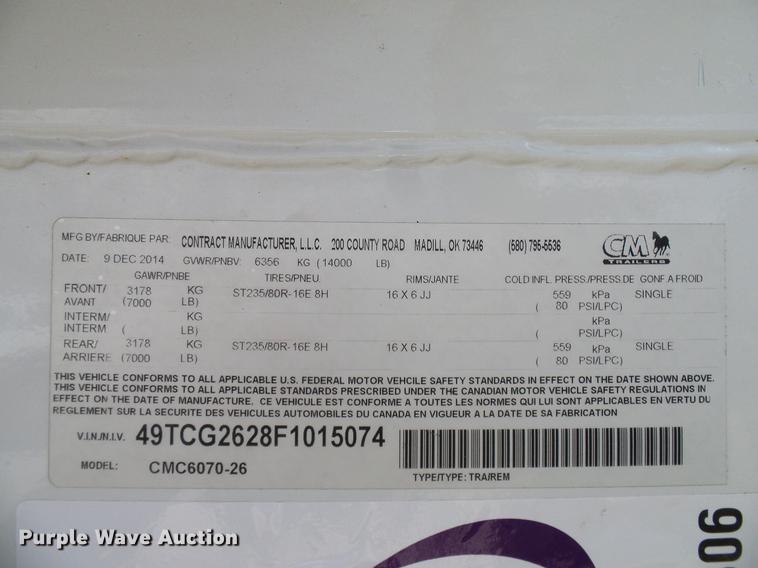 MFG BY/FABRIQUE PAR: CONTRACT MANUFACTURER, L.L.C. 200 COUNTY ROAD MADILL, OK 73446 (580) 795-5536
CM TRAILERS
DATE: 9 DEC 2014 GVWR/PNBV: 6356 KG (14000 LB)
GAWR/PNBE TIRES/PNEU. RIMS/JANTE COLD INFL. PRESS./PRESS.DE GONF A FROID
FRONT/ 3178 KG ST235/80R-16E 8H 16 X 6 JJ 559 kPa SINGLE
AVANT (7000 LB) ( 80 PSI/LPC)
INTERM/ KG kPa
INTERM ( LB) ( PSI/LPC)
REAR/ 3178 KG ST235/80R-16E 8H 16 X 6 JJ 559 kPa SINGLE
ARRIERE (7000 LB) ( 80 PSI/LPC)
THIS VEHICLE CONFORMS TO ALL APPLICABLE U.S. FEDERAL MOTOR VEHCILE SAFETY STANDARDS IN EFFECT ON THE DATE SHOWN ABOVE.
THIS VEHICLE CONFORMS TO ALL APPLICABLE STANDARDS PRESCRIBED UNDER THE CANADIAN MOTOR VEHICLE SAFETY REGULATIONS IN
EFFECT ON THE DATE OF MANUFACTURE. CE VEHICULE EST CONFORME A TOUTES LES NORMES QUI LUI SONT APPLICABLES EN VERTU DU
REGLEMENT SUR LA SECURITE DES VEHICULES AUTOMOBILES DU CANADA EN VIGUEUR A LA DATE DE SA FABRICATION
V.I.N./N.I.V. 49TCG2628F1015074
MODEL: CMC6070-26 TYPE/TYPE: TRA/REM
Purple Wave Auction